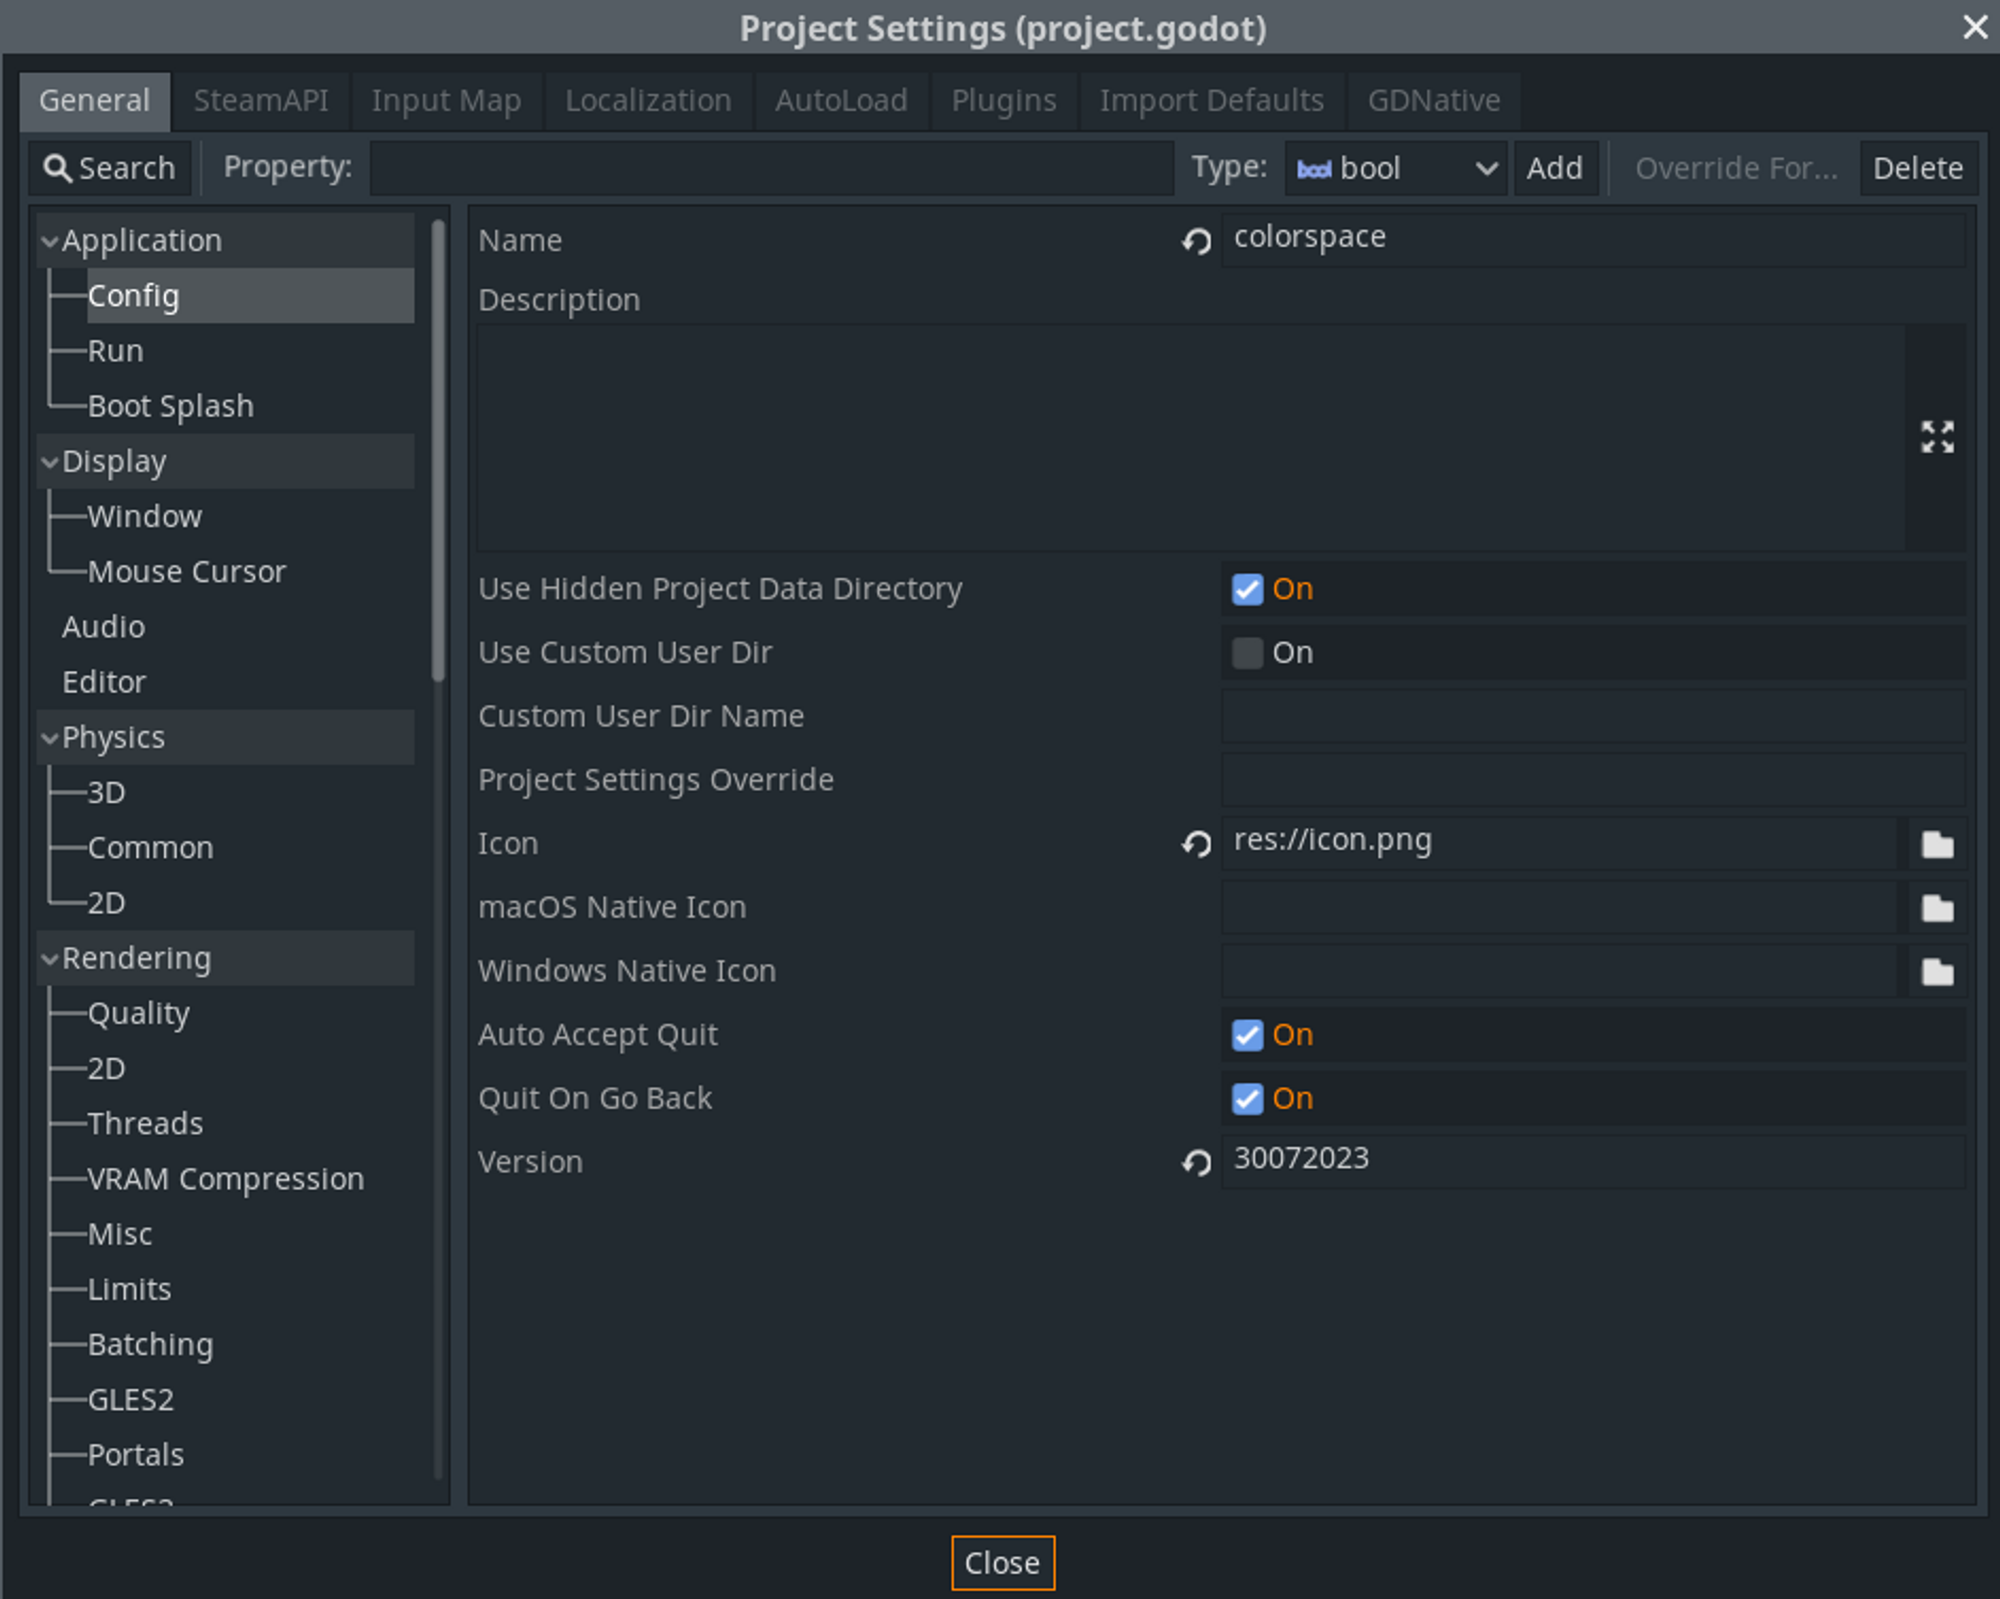 Project Settings (project.godot)
General SteamAPI Input Map Localization AutoLoad Plugins Import Defaults GDNative
Search Property: Type: bool bool Add Override For... Delete
Application
Config
Run
Boot Splash
Display
Window
Mouse Cursor
Audio
Editor
Physics
3D
Common
2D
Rendering
Quality
2D
Threads
VRAM Compression
Misc
Limits
Batching
GLES2
Portals
Name colorspace
Description
Use Hidden Project Data Directory On
Use Custom User Dir On
Custom User Dir Name
Project Settings Override
Icon res://icon.png
macOS Native Icon
Windows Native Icon
Auto Accept Quit On
Quit On Go Back On
Version 30072023
Close